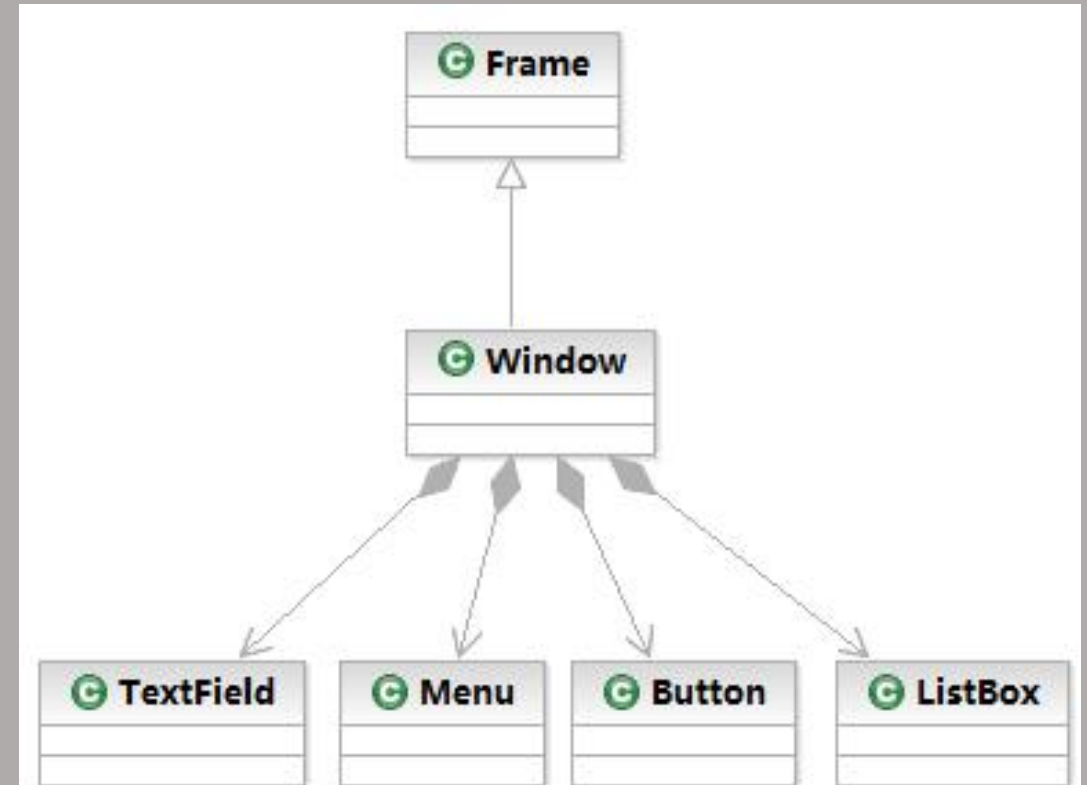 C Frame
C Window
C TextField
C Menu
C Button
C ListBox